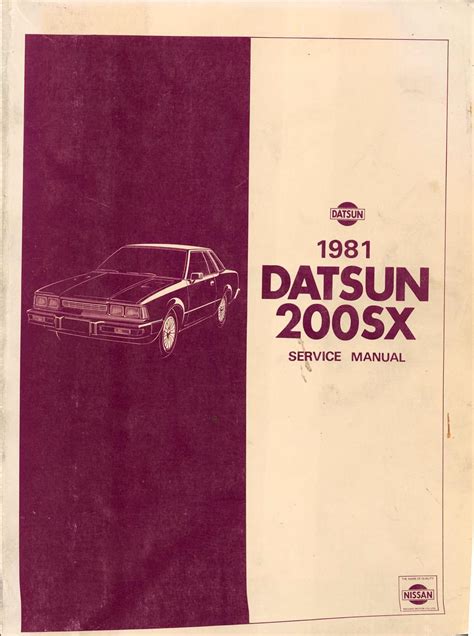 DATSUN
1981
DATSUN
200SX
SERVICE MANUAL
NISSAN